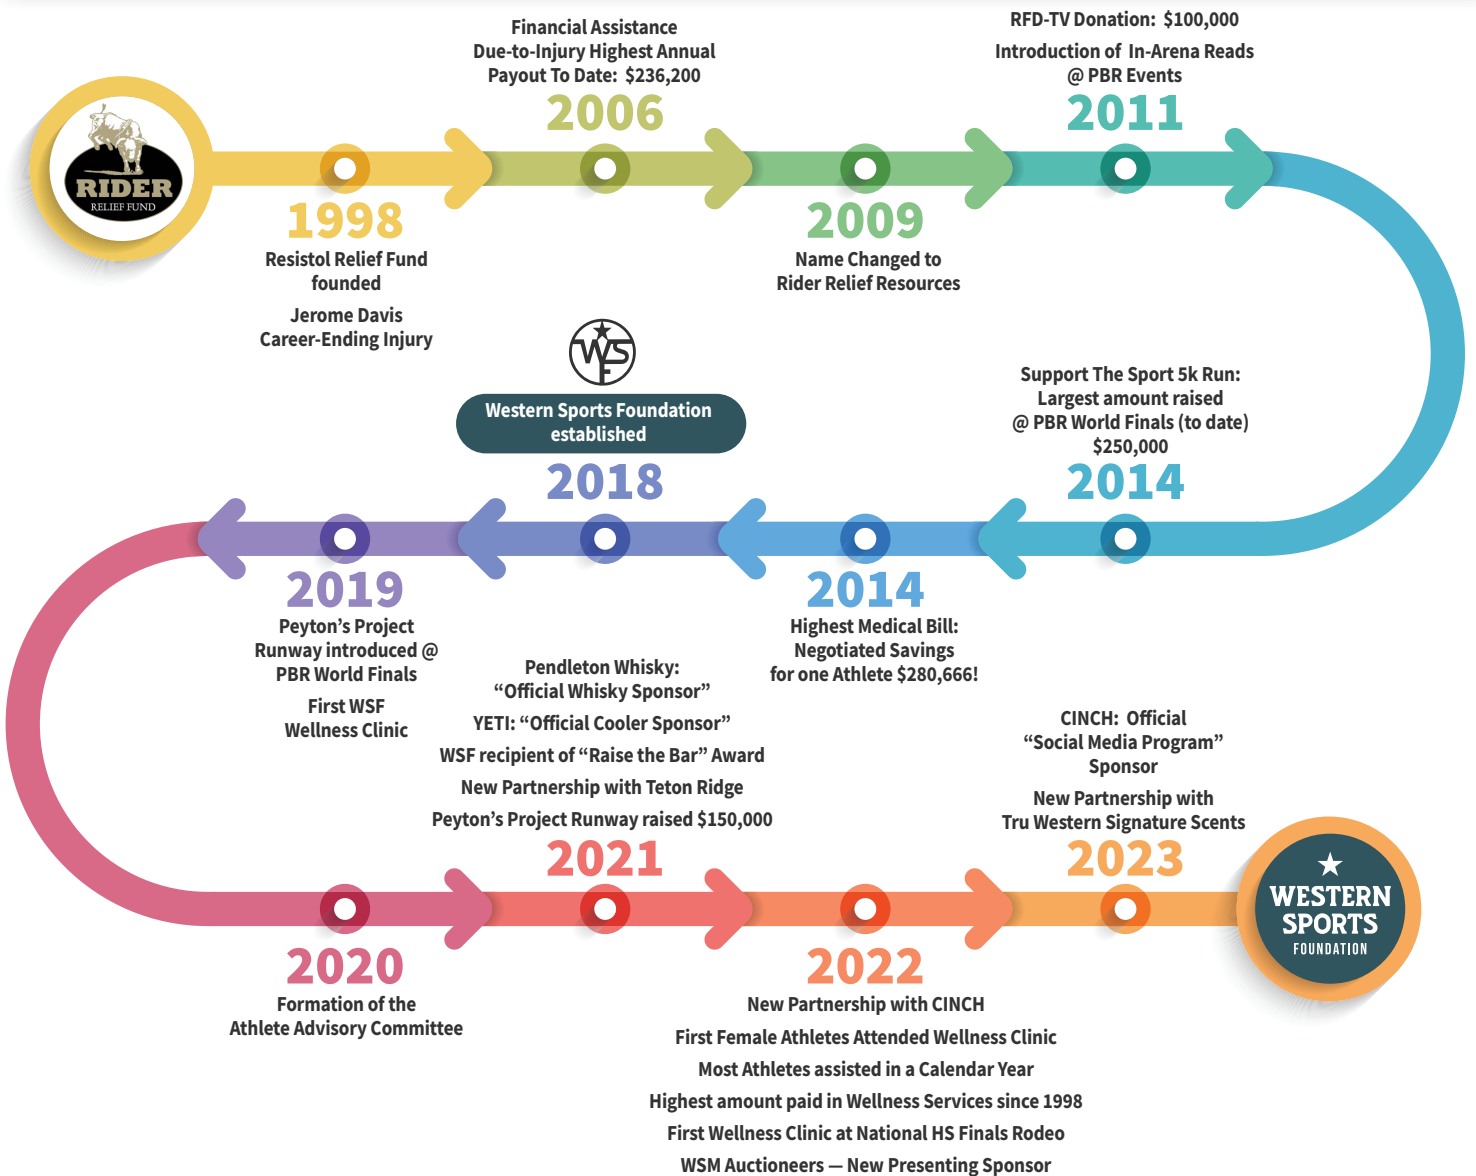 RIDER
RELIEF FUND
1998
Resistol Relief Fund
founded
Jerome Davis
Career-Ending Injury
Financial Assistance
Due-to-Injury Highest Annual
Payout To Date: $236,200
2006
2009
Name Changed to
Rider Relief Resources
RFD-TV Donation: $100,000
Introduction of In-Arena Reads
@ PBR Events
2011
Support The Sport 5k Run:
Largest amount raised
@ PBR World Finals (to date)
$250,000
2014
2014
Highest Medical Bill:
Negotiated Savings
for one Athlete $280,666!
WSF
Western Sports Foundation
established
2018
2019
Peyton’s Project
Runway introduced @
PBR World Finals
First WSF
Wellness Clinic
2020
Formation of the
Athlete Advisory Committee
Pendleton Whisky:
“Official Whisky Sponsor”
YETI: “Official Cooler Sponsor”
WSF recipient of “Raise the Bar” Award
New Partnership with Teton Ridge
Peyton’s Project Runway raised $150,000
2021
2022
New Partnership with CINCH
First Female Athletes Attended Wellness Clinic
Most Athletes assisted in a Calendar Year
Highest amount paid in Wellness Services since 1998
First Wellness Clinic at National HS Finals Rodeo
WSM Auctioneers — New Presenting Sponsor
CINCH: Official
“Social Media Program”
Sponsor
New Partnership with
Tru Western Signature Scents
2023
WESTERN
SPORTS
FOUNDATION